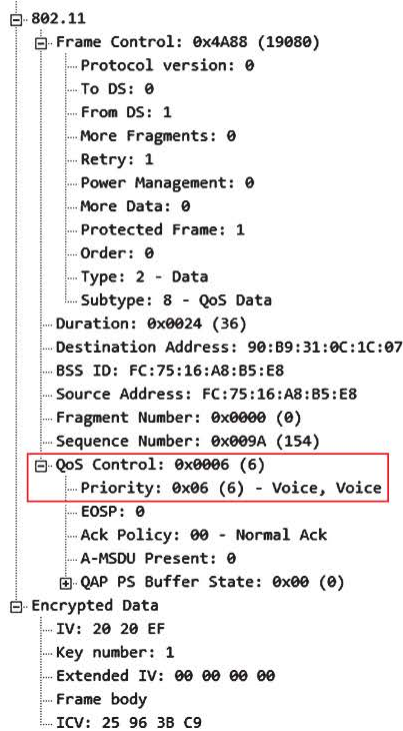 802.11
Frame Control: 0x4A88 (19080)
Protocol version: 0
To DS: 0
From DS: 1
More Fragments: 0
Retry: 1
Power Management: 0
More Data: 0
Protected Frame: 1
Order: 0
Type: 2 - Data
Subtype: 8 - QoS Data
Duration: 0x0024 (36)
Destination Address: 90:B9:31:0C:1C:07
BSS ID: FC:75:16:A8:B5:E8
Source Address: FC:75:16:A8:B5:E8
Fragment Number: 0x0000 (0)
Sequence Number: 0x009A (154)
QoS Control: 0x0006 (6)
Priority: 0x06 (6) - Voice, Voice
EOSP: 0
Ack Policy: 00 - Normal Ack
A-MSDU Present: 0
QAP PS Buffer State: 0x00 (0)
Encrypted Data
IV: 20 20 EF
Key number: 1
Extended IV: 00 00 00 00
Frame body
ICV: 25 96 3B C9